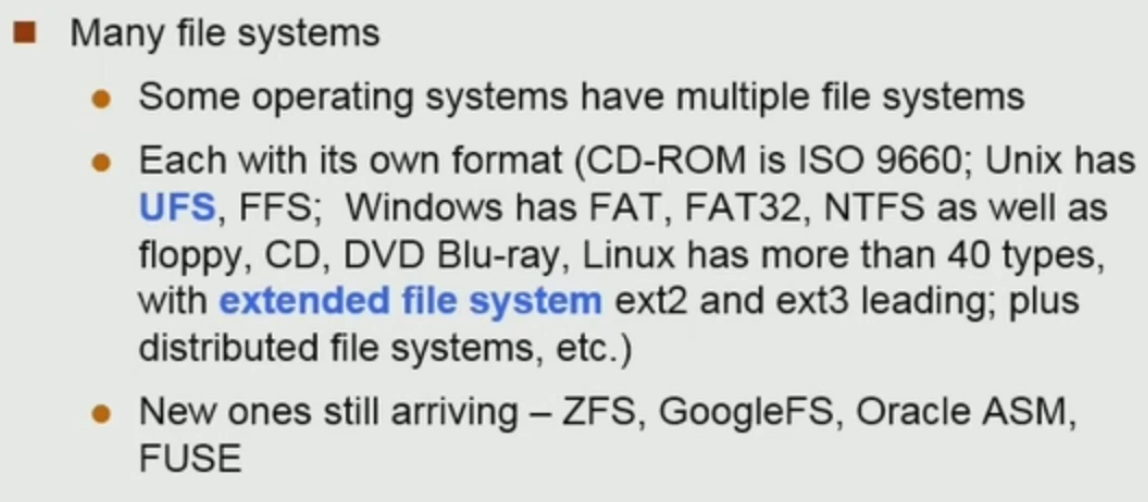 Many file systems
Some operating systems have multiple file systems
Each with its own format (CD-ROM is ISO 9660; Unix has
UFS, FFS; Windows has FAT, FAT32, NTFS as well as
floppy, CD, DVD Blu-ray, Linux has more than 40 types,
with extended file system ext2 and ext3 leading; plus
distributed file systems, etc.)
New ones still arriving – ZFS, GoogleFS, Oracle ASM,
FUSE